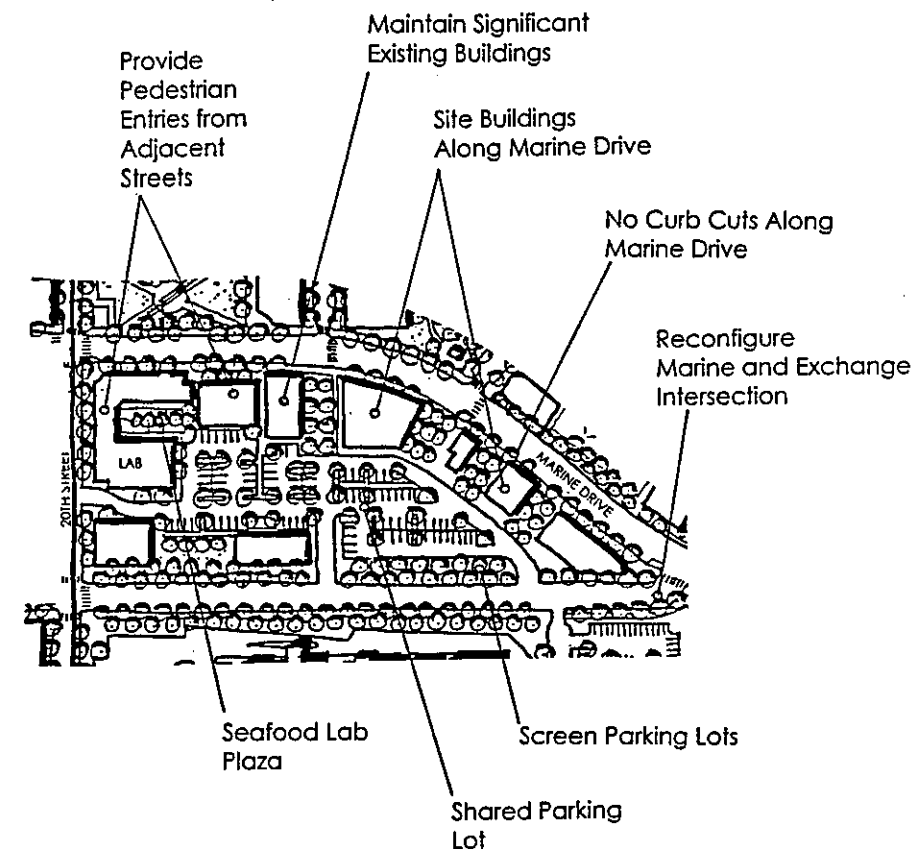 Maintain Significant
Existing Buildings
Provide
Pedestrian
Entries from
Adjacent
Streets
Site Buildings
Along Marine Drive
No Curb Cuts Along
Marine Drive
Reconfigure
Marine and Exchange
Intersection
LAB
20TH STREET
MARINE DRIVE
Seafood Lab
Plaza
Screen Parking Lots
Shared Parking
Lot